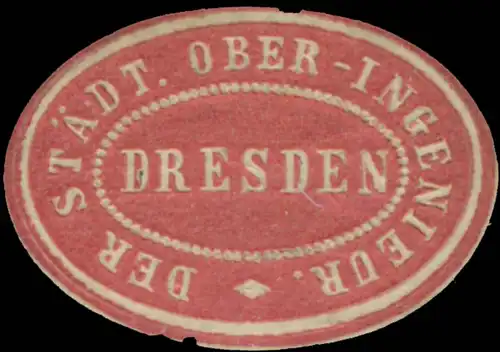 DER STÄDT. OBER-INGENIEUR.
DRESDEN